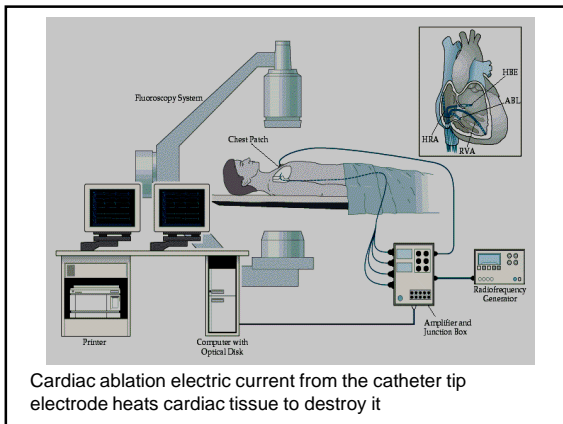 Fluoroscopy System
Chest Patch
HBE
ABL
HRA
RVA
Printer
Computer with
Optical Disk
Amplifier and
Junction Box
Radiofrequency
Generator
Cardiac ablation electric current from the catheter tip
electrode heats cardiac tissue to destroy it